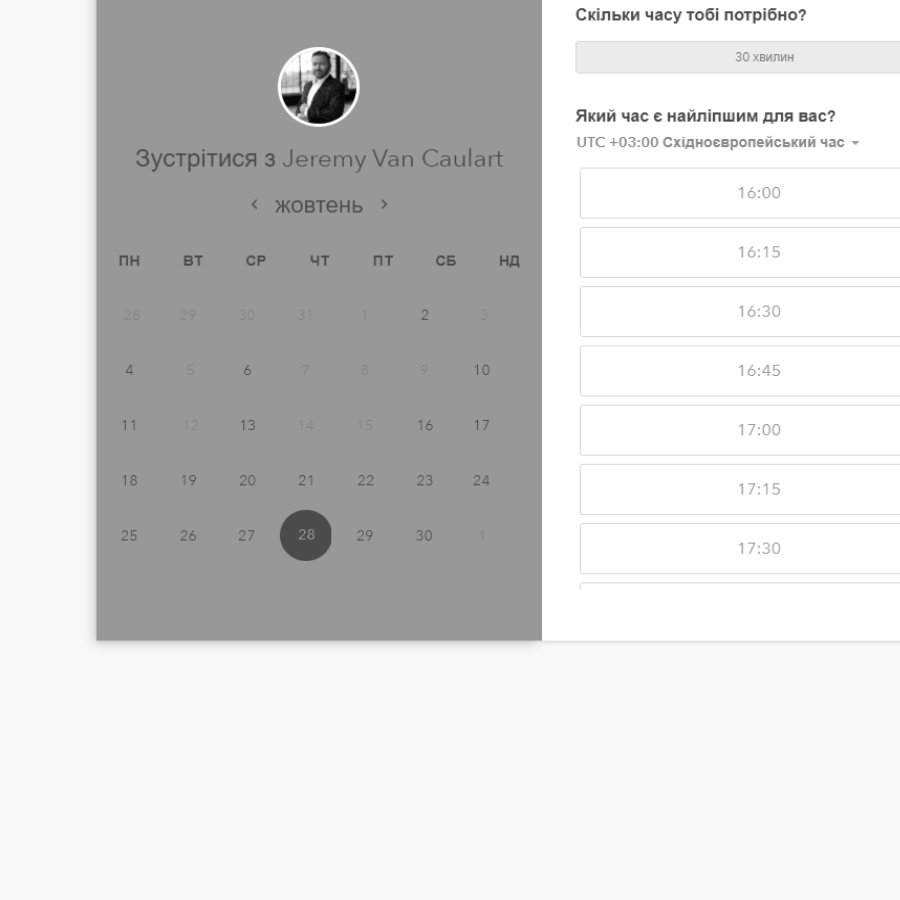 Зустрітися з Jeremy Van Caulart
жовтень
ПН ВТ СР ЧТ ПТ СБ НД
28 29 30 31 1 2 3
4 5 6 7 8 9 10
11 12 13 14 15 16 17
18 19 20 21 22 23 24
25 26 27 28 29 30 1
Скільки часу тобі потрібно?
30 хвилин
Який час є найліпшим для вас?
UTC +03:00 Східноєвропейський час
16:00
16:15
16:30
16:45
17:00
17:15
17:30